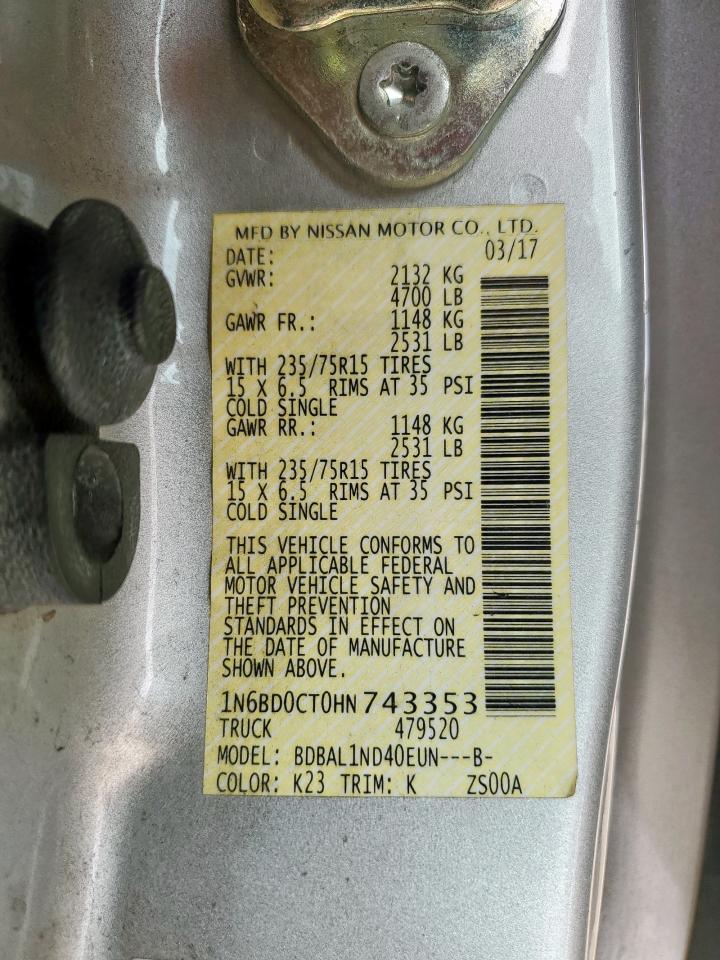 MFD BY NISSAN MOTOR CO., LTD.
DATE: 03/17
GVWR: 2132 KG
4700 LB
GAWR FR.: 1148 KG
2531 LB
WITH 235/75R15 TIRES
15 X 6.5 RIMS AT 35 PSI
COLD SINGLE
GAWR RR.: 1148 KG
2531 LB
WITH 235/75R15 TIRES
15 X 6.5 RIMS AT 35 PSI
COLD SINGLE
THIS VEHICLE CONFORMS TO
ALL APPLICABLE FEDERAL
MOTOR VEHICLE SAFETY AND
THEFT PREVENTION
STANDARDS IN EFFECT ON
THE DATE OF MANUFACTURE
SHOWN ABOVE.
1N6BD0CT0HN743353
TRUCK 479520
MODEL: BDBAL1ND40EUN---B-
COLOR: K23 TRIM: K ZS00A